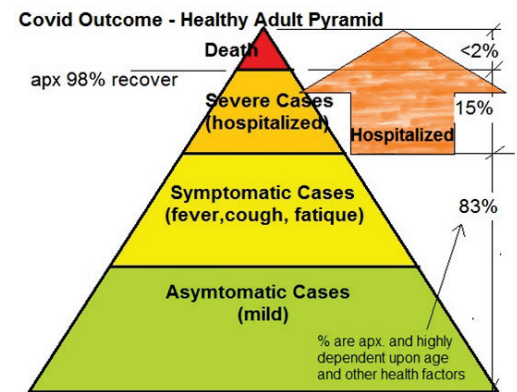 Covid Outcome - Healthy Adult Pyramid
Death
<2%
apx 98% recover
Severe Cases
(hospitalized)
15%
Hospitalized
Symptomatic Cases
(fever,cough, fatique)
83%
Asymtomatic Cases
(mild)
% are apx. and highly
dependent upon age
and other health factors